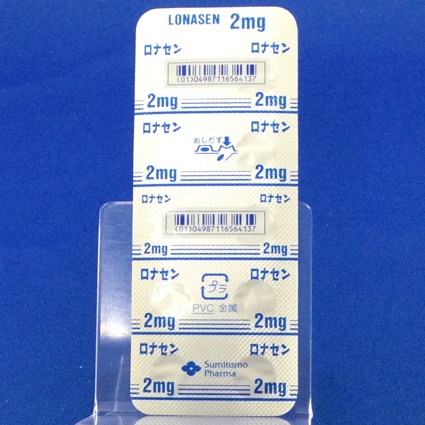 LONASEN 2mg
ロナセン ロナセン
(01)04987116564137
2mg 2mg
ロナセン おしだす ロナセン
2mg 2mg
ロナセン ロナセン
(01)04987116564137
2mg 2mg
ロナセン ロナセン
プラ
PVC, 金属
2mg 2mg
ロナセン ロナセン
Sumitomo
Pharma
2mg 2mg